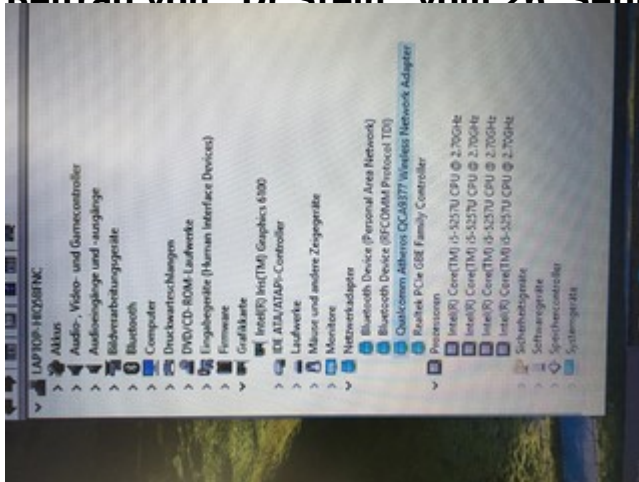 LAPTOP-HIQ5BFNC
Akkus
Audio-, Video- und Gamecontroller
Audioeingänge und -ausgänge
Bildverarbeitungsgeräte
Bluetooth
Computer
Druckwarteschlangen
DVD/CD-ROM-Laufwerke
Eingabegeräte (Human Interface Devices)
Firmware
Grafikkarte
Intel(R) Iris(TM) Graphics 6100
IDE ATA/ATAPI-Controller
Laufwerke
Mäuse und andere Zeigegeräte
Monitore
Netzwerkadapter
Bluetooth Device (Personal Area Network)
Bluetooth Device (RFCOMM Protocol TDI)
Qualcomm Atheros QCA9377 Wireless Network Adapter
Realtek PCIe GBE Family Controller
Prozessoren
Intel(R) Core(TM) i5-5257U CPU @ 2.70GHz
Intel(R) Core(TM) i5-5257U CPU @ 2.70GHz
Intel(R) Core(TM) i5-5257U CPU @ 2.70GHz
Intel(R) Core(TM) i5-5257U CPU @ 2.70GHz
Sicherheitsgeräte
Softwaregeräte
Speichercontroller
Systemgeräte